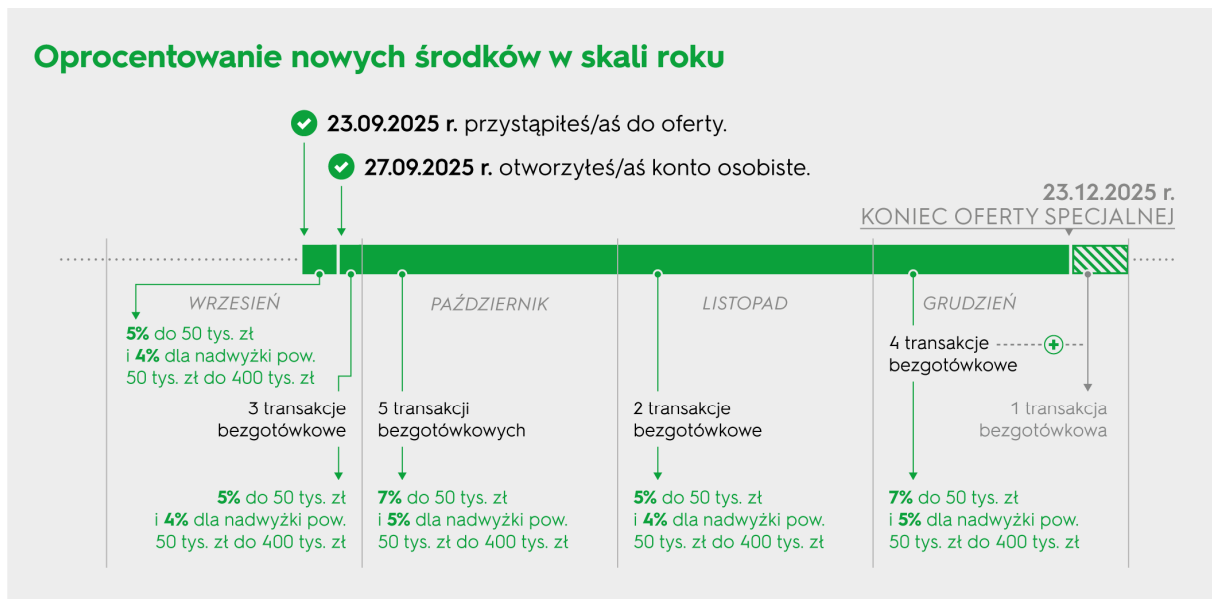 Oprocentowanie nowych środków w skali roku
23.09.2025 r. przystąpiłeś/aś do oferty.
27.09.2025 r. otworzyłeś/aś konto osobiste.
23.12.2025 r.
KONIEC OFERTY SPECJALNEJ
WRZESIEŃ
PAŹDZIERNIK
LISTOPAD
GRUDZIEŃ
5% do 50 tys. zł
i 4% dla nadwyżki pow.
50 tys. zł do 400 tys. zł
3 transakcje
bezgotówkowe
5% do 50 tys. zł
i 4% dla nadwyżki pow.
50 tys. zł do 400 tys. zł
5 transakcji
bezgotówkowych
7% do 50 tys. zł
i 5% dla nadwyżki pow.
50 tys. zł do 400 tys. zł
2 transakcje
bezgotówkowe
5% do 50 tys. zł
i 4% dla nadwyżki pow.
50 tys. zł do 400 tys. zł
4 transakcje
bezgotówkowe
1 transakcja
bezgotówkowa
7% do 50 tys. zł
i 5% dla nadwyżki pow.
50 tys. zł do 400 tys. zł